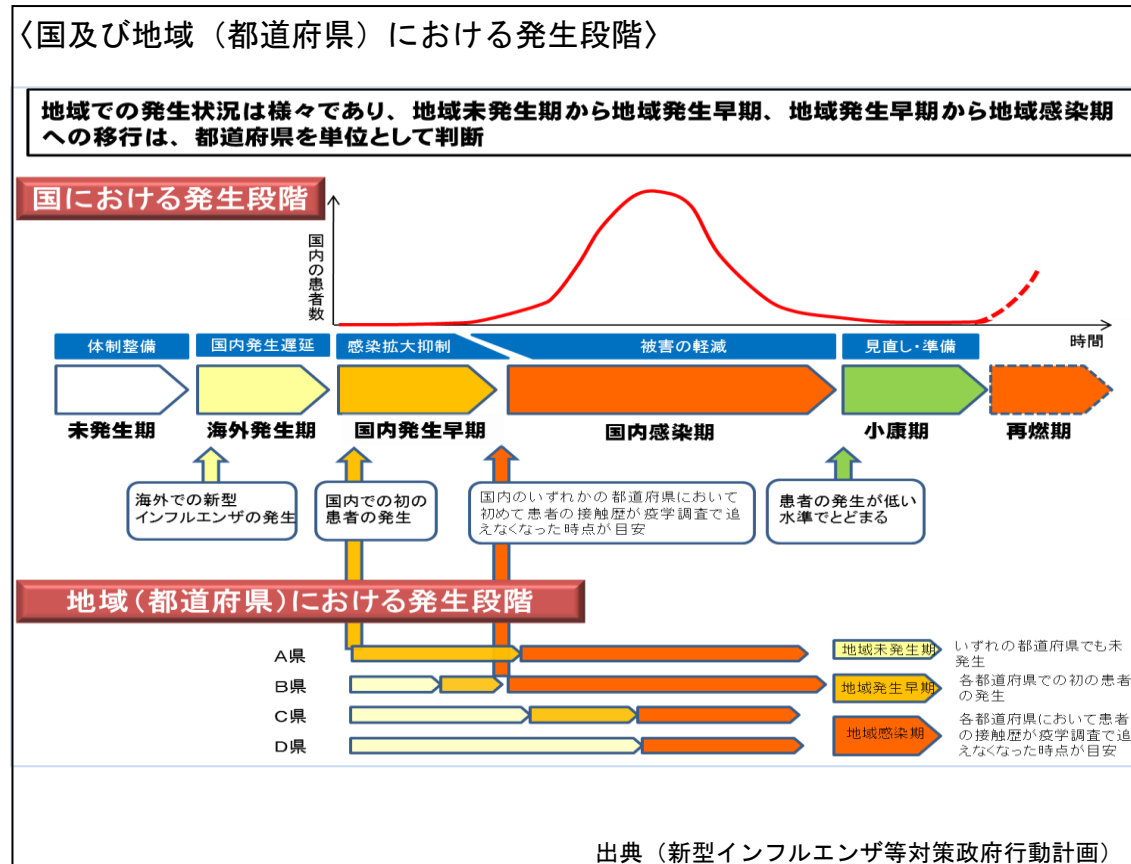 〈国及び地域（都道府県）における発生段階〉
地域での発生状況は様々であり、地域未発生期から地域発生早期、地域発生早期から地域感染期
への移行は、都道府県を単位として判断
国における発生段階
国内の患者数
時間
体制整備
国内発生遅延
感染拡大抑制
被害の軽減
見直し・準備
未発生期
海外発生期
国内発生早期
国内感染期
小康期
再燃期
海外での新型
インフルエンザの発生
国内での初の
患者の発生
国内のいずれかの都道府県において
初めて患者の接触歴が疫学調査で追
えなくなった時点が目安
患者の発生が低い
水準でとどまる
地域（都道府県）における発生段階
A県
B県
C県
D県
地域未発生期
いずれの都道府県でも未
発生
地域発生早期
各都道府県での初の患者
の発生
地域感染期
各都道府県において患者
の接触歴が疫学調査で追
えなくなった時点が目安
出典（新型インフルエンザ等対策政府行動計画）